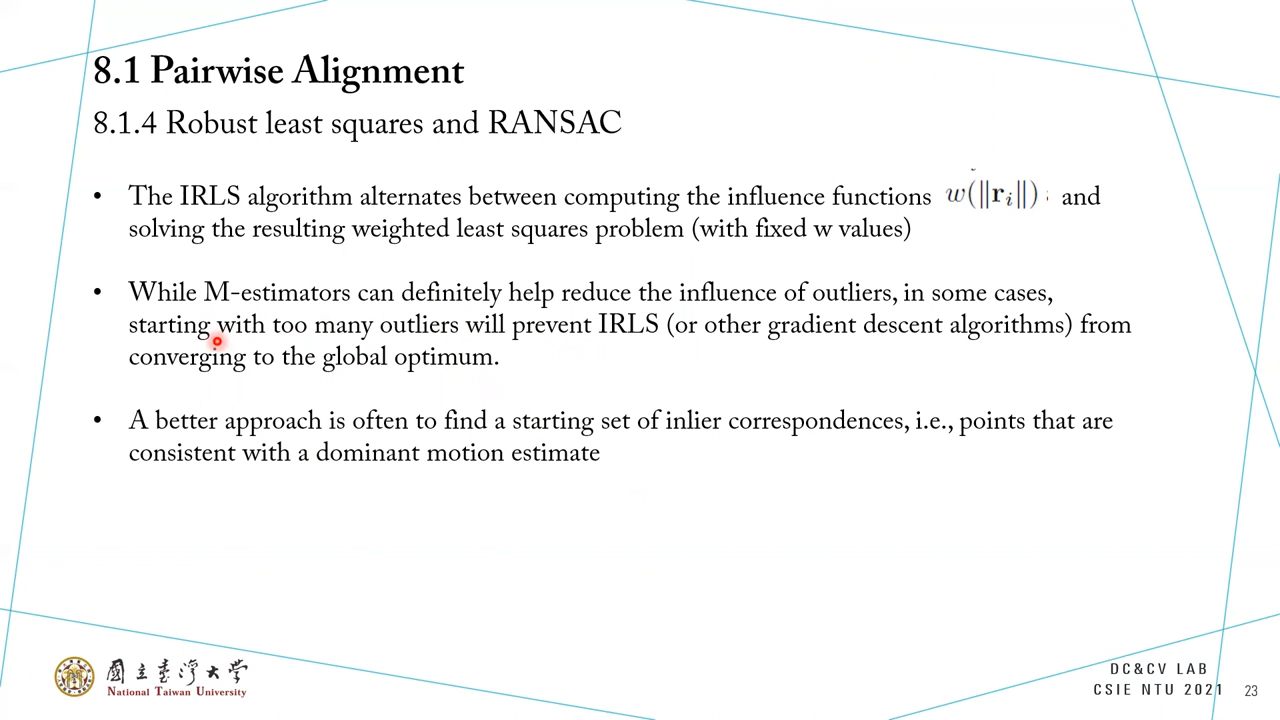 8.1 Pairwise Alignment
8.1.4 Robust least squares and RANSAC
• The IRLS algorithm alternates between computing the influence functions w(‖r_i‖) and
solving the resulting weighted least squares problem (with fixed w values)
• While M-estimators can definitely help reduce the influence of outliers, in some cases,
starting with too many outliers will prevent IRLS (or other gradient descent algorithms) from
converging to the global optimum.
• A better approach is often to find a starting set of inlier correspondences, i.e., points that are
consistent with a dominant motion estimate
國立臺灣大學
National Taiwan University
DC&CV LAB
CSIE NTU 2021
23